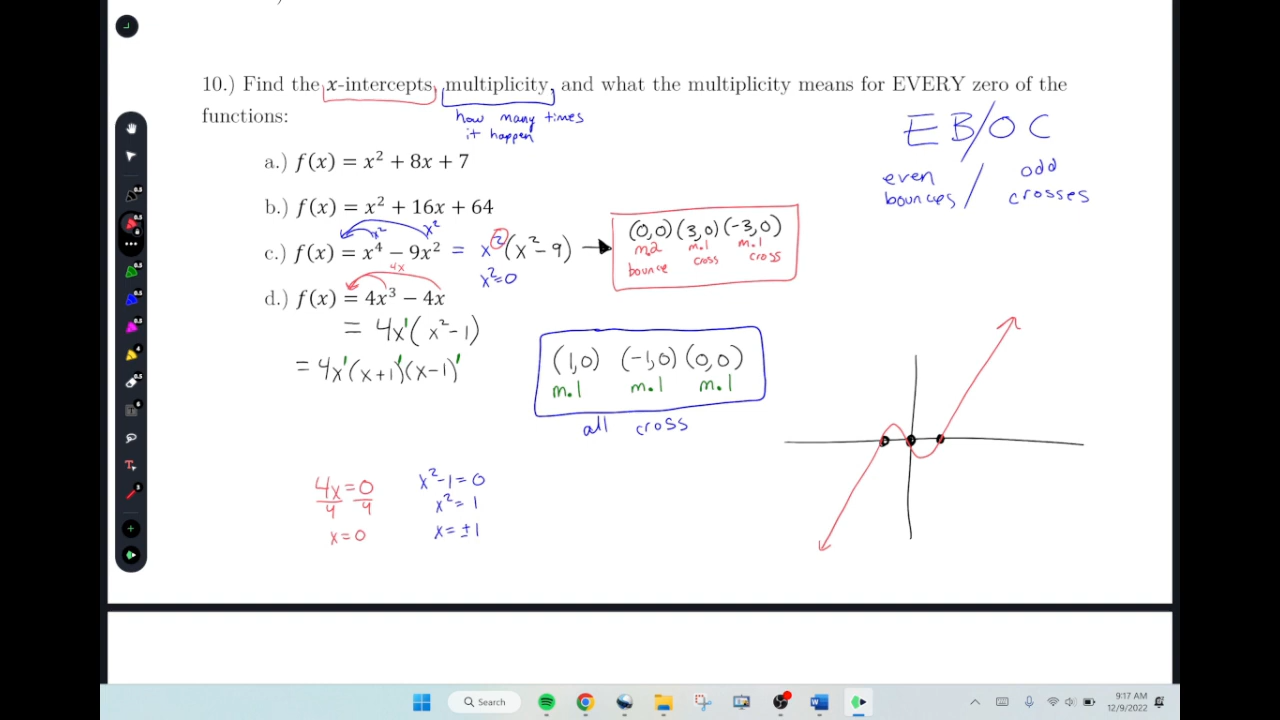 10.) Find the x-intercepts, multiplicity, and what the multiplicity means for EVERY zero of the
functions:
how many times
it happen
E B/O C
even bounces / odd crosses
a.) f(x) = x² + 8x + 7
b.) f(x) = x² + 16x + 64
x² x²
c.) f(x) = x⁴ − 9x² = x²(x²−9)
x²=0
(0,0) (3,0) (-3,0)
m.2 m.1 m.1
bounce cross cross
4x
d.) f(x) = 4x³ − 4x
= 4x¹(x²−1)
= 4x¹(x+1)¹(x−1)¹
(1,0) (-1,0) (0,0)
m.1 m.1 m.1
all cross
4x=0
4 4
x=0
x²-1=0
x²=1
x=±1
Search
9:17 AM
12/9/2022